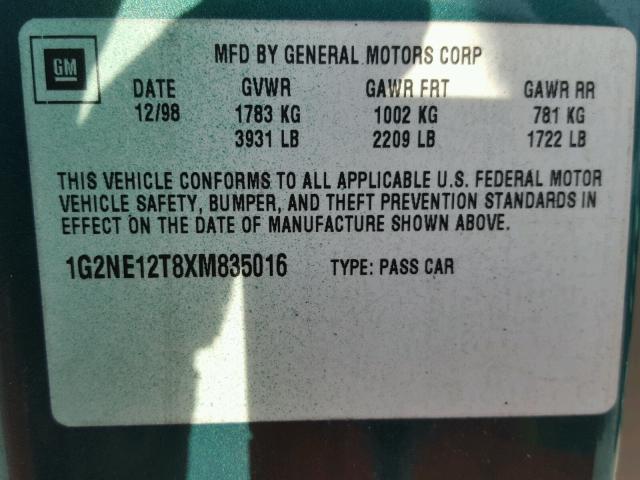 GM
MFD BY GENERAL MOTORS CORP
DATE GVWR GAWR FRT GAWR RR
12/98 1783 KG 1002 KG 781 KG
3931 LB 2209 LB 1722 LB
THIS VEHICLE CONFORMS TO ALL APPLICABLE U.S. FEDERAL MOTOR
VEHICLE SAFETY, BUMPER, AND THEFT PREVENTION STANDARDS IN
EFFECT ON THE DATE OF MANUFACTURE SHOWN ABOVE.
1G2NE12T8XM835016 TYPE: PASS CAR